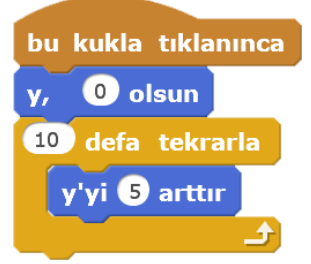 bu kukla tıklanınca
y, 0 olsun
10 defa tekrarla
y'yi 5 arttır